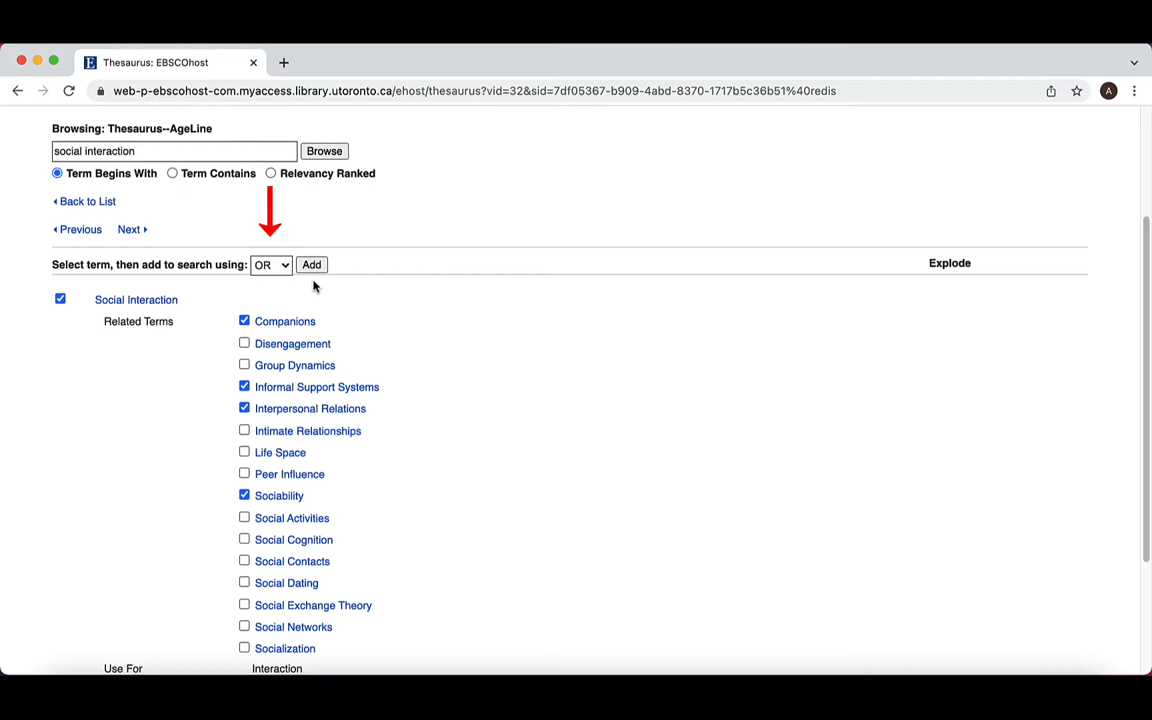 Thesaurus: EBSCOhost
web-p-ebscohost-com.myaccess.library.utoronto.ca/ehost/thesaurus?vid=32&sid=7df05367-b909-4abd-8370-1717b5c36b51%40redis
A
Browsing: Thesaurus--AgeLine
social interaction Browse
Term Begins With Term Contains Relevancy Ranked
Back to List
Previous Next
Select term, then add to search using: OR Add Explode
Social Interaction
Related Terms Companions
Disengagement
Group Dynamics
Informal Support Systems
Interpersonal Relations
Intimate Relationships
Life Space
Peer Influence
Sociability
Social Activities
Social Cognition
Social Contacts
Social Dating
Social Exchange Theory
Social Networks
Socialization
Use For Interaction